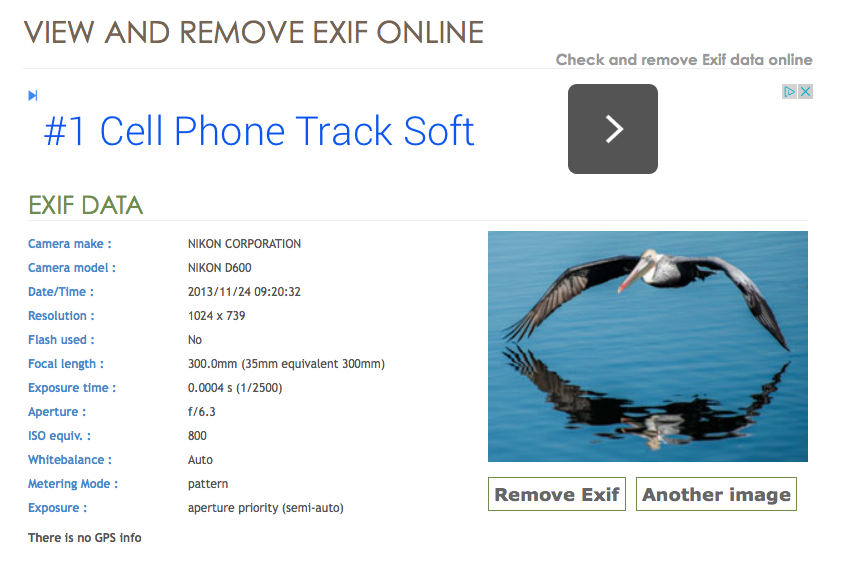 VIEW AND REMOVE EXIF ONLINE
Check and remove Exif data online
#1 Cell Phone Track Soft
EXIF DATA
Camera make : NIKON CORPORATION
Camera model : NIKON D600
Date/Time : 2013/11/24 09:20:32
Resolution : 1024 x 739
Flash used : No
Focal length : 300.0mm (35mm equivalent 300mm)
Exposure time : 0.0004 s (1/2500)
Aperture : f/6.3
ISO equiv. : 800
Whitebalance : Auto
Metering Mode : pattern
Exposure : aperture priority (semi-auto)
There is no GPS info
Remove Exif
Another image